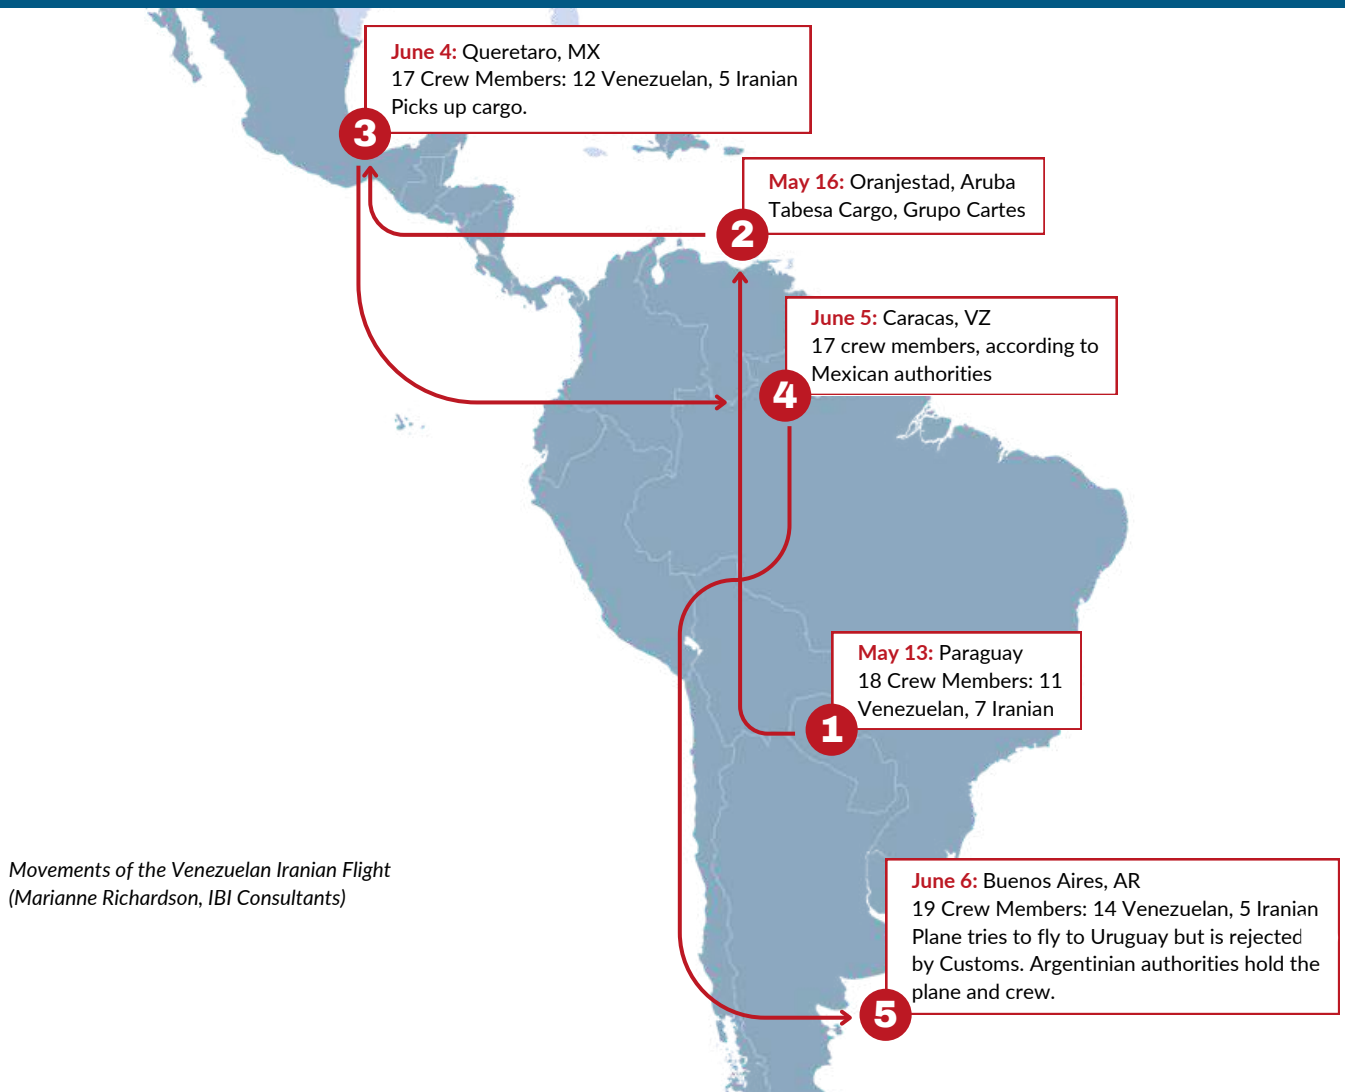 June 4: Queretaro, MX
17 Crew Members: 12 Venezuelan, 5 Iranian
Picks up cargo.
3
May 16: Oranjestad, Aruba
Tabesa Cargo, Grupo Cartes
2
June 5: Caracas, VZ
17 crew members, according to
Mexican authorities
4
May 13: Paraguay
18 Crew Members: 11
Venezuelan, 7 Iranian
1
Movements of the Venezuelan Iranian Flight
(Marianne Richardson, IBI Consultants)
June 6: Buenos Aires, AR
19 Crew Members: 14 Venezuelan, 5 Iranian
Plane tries to fly to Uruguay but is rejected
by Customs. Argentinian authorities hold the
plane and crew.
5